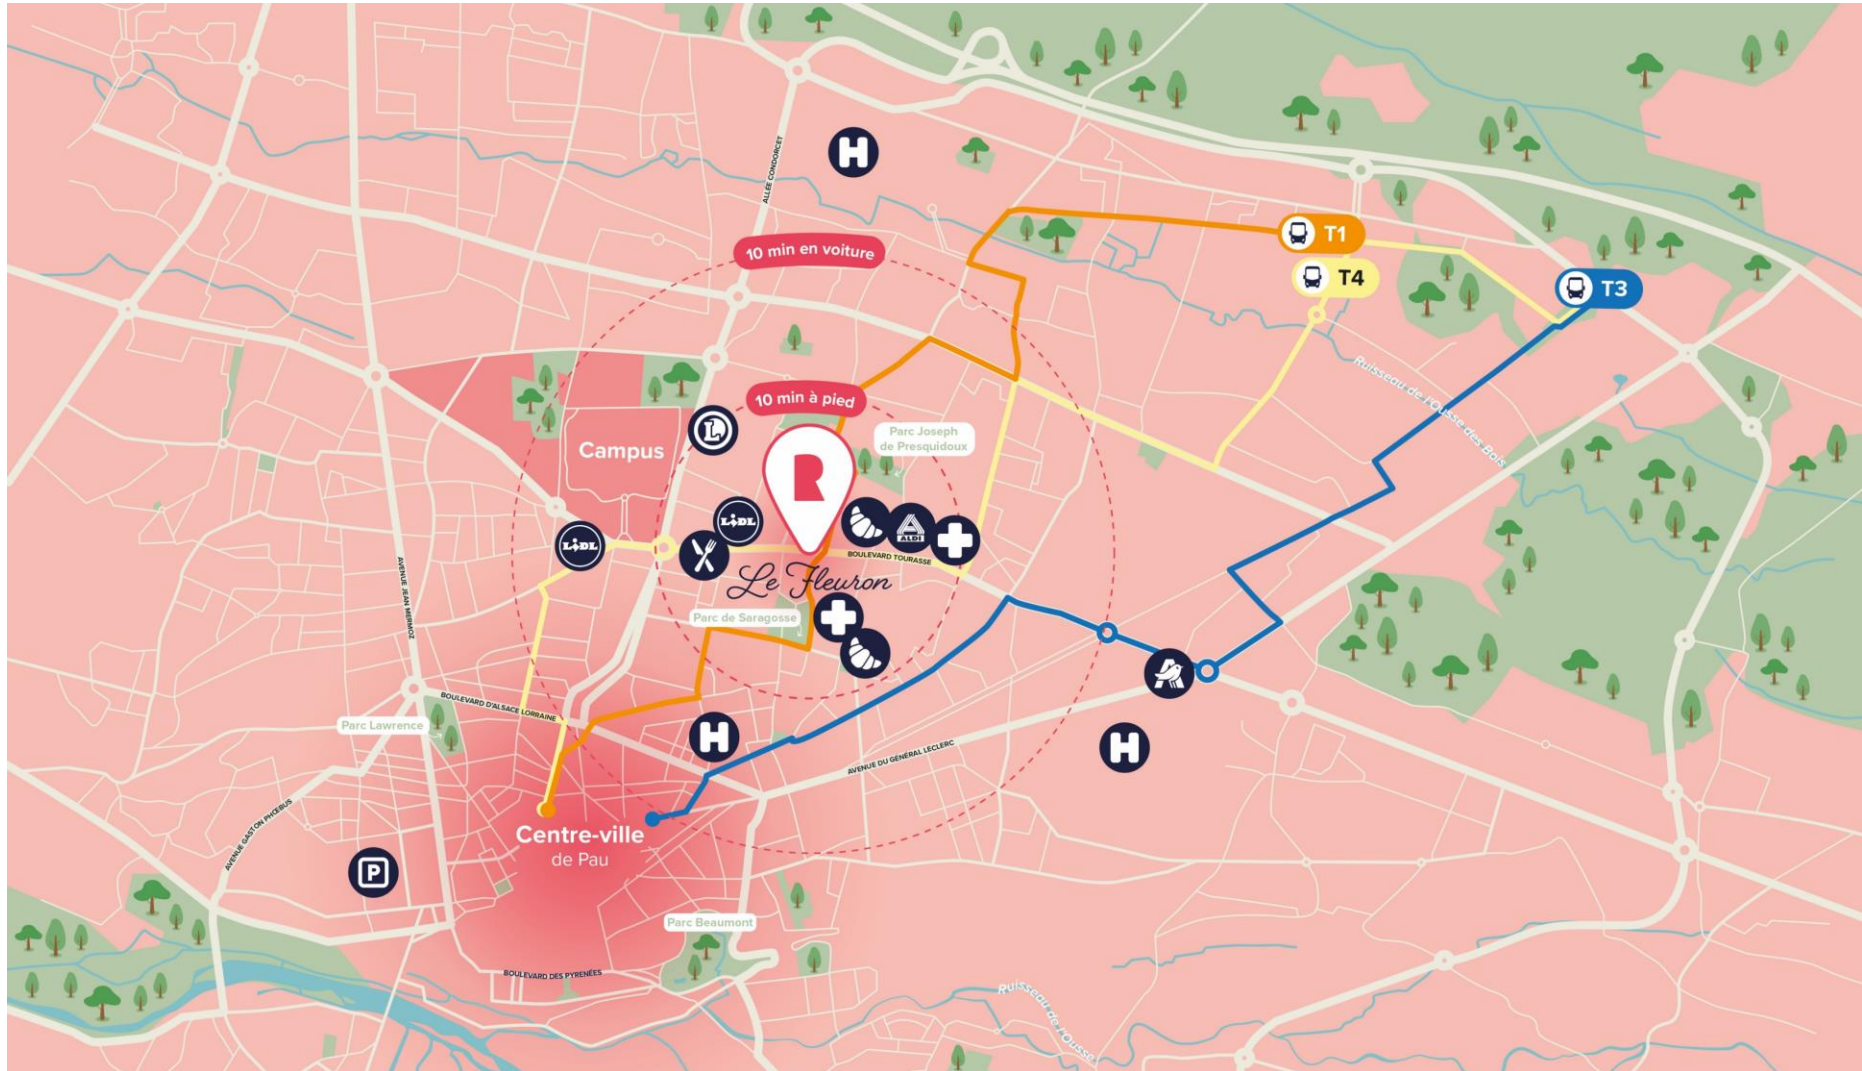 ALLÉE CONDORCET
H
10 min en voiture
T1
T4
T3
Ruisseau de l'Ousse des Bois
10 min à pied
Parc Joseph
de Presquidoux
L
Campus
R
LiDL
LiDL
ALDI
BOULEVARD TOURASSE
Le Fleuron
AVENUE JEAN MERMOZ
Parc de Saragosse
A
BOULEVARD D'ALSACE LORRAINE
Parc Lawrence
H
H
AVENUE DU GÉNÉRAL LECLERC
AVENUE GASTON PHŒBUS
Centre-ville
de Pau
P
Parc Beaumont
BOULEVARD DES PYRENÉES
Ruisseau de l'Ousse